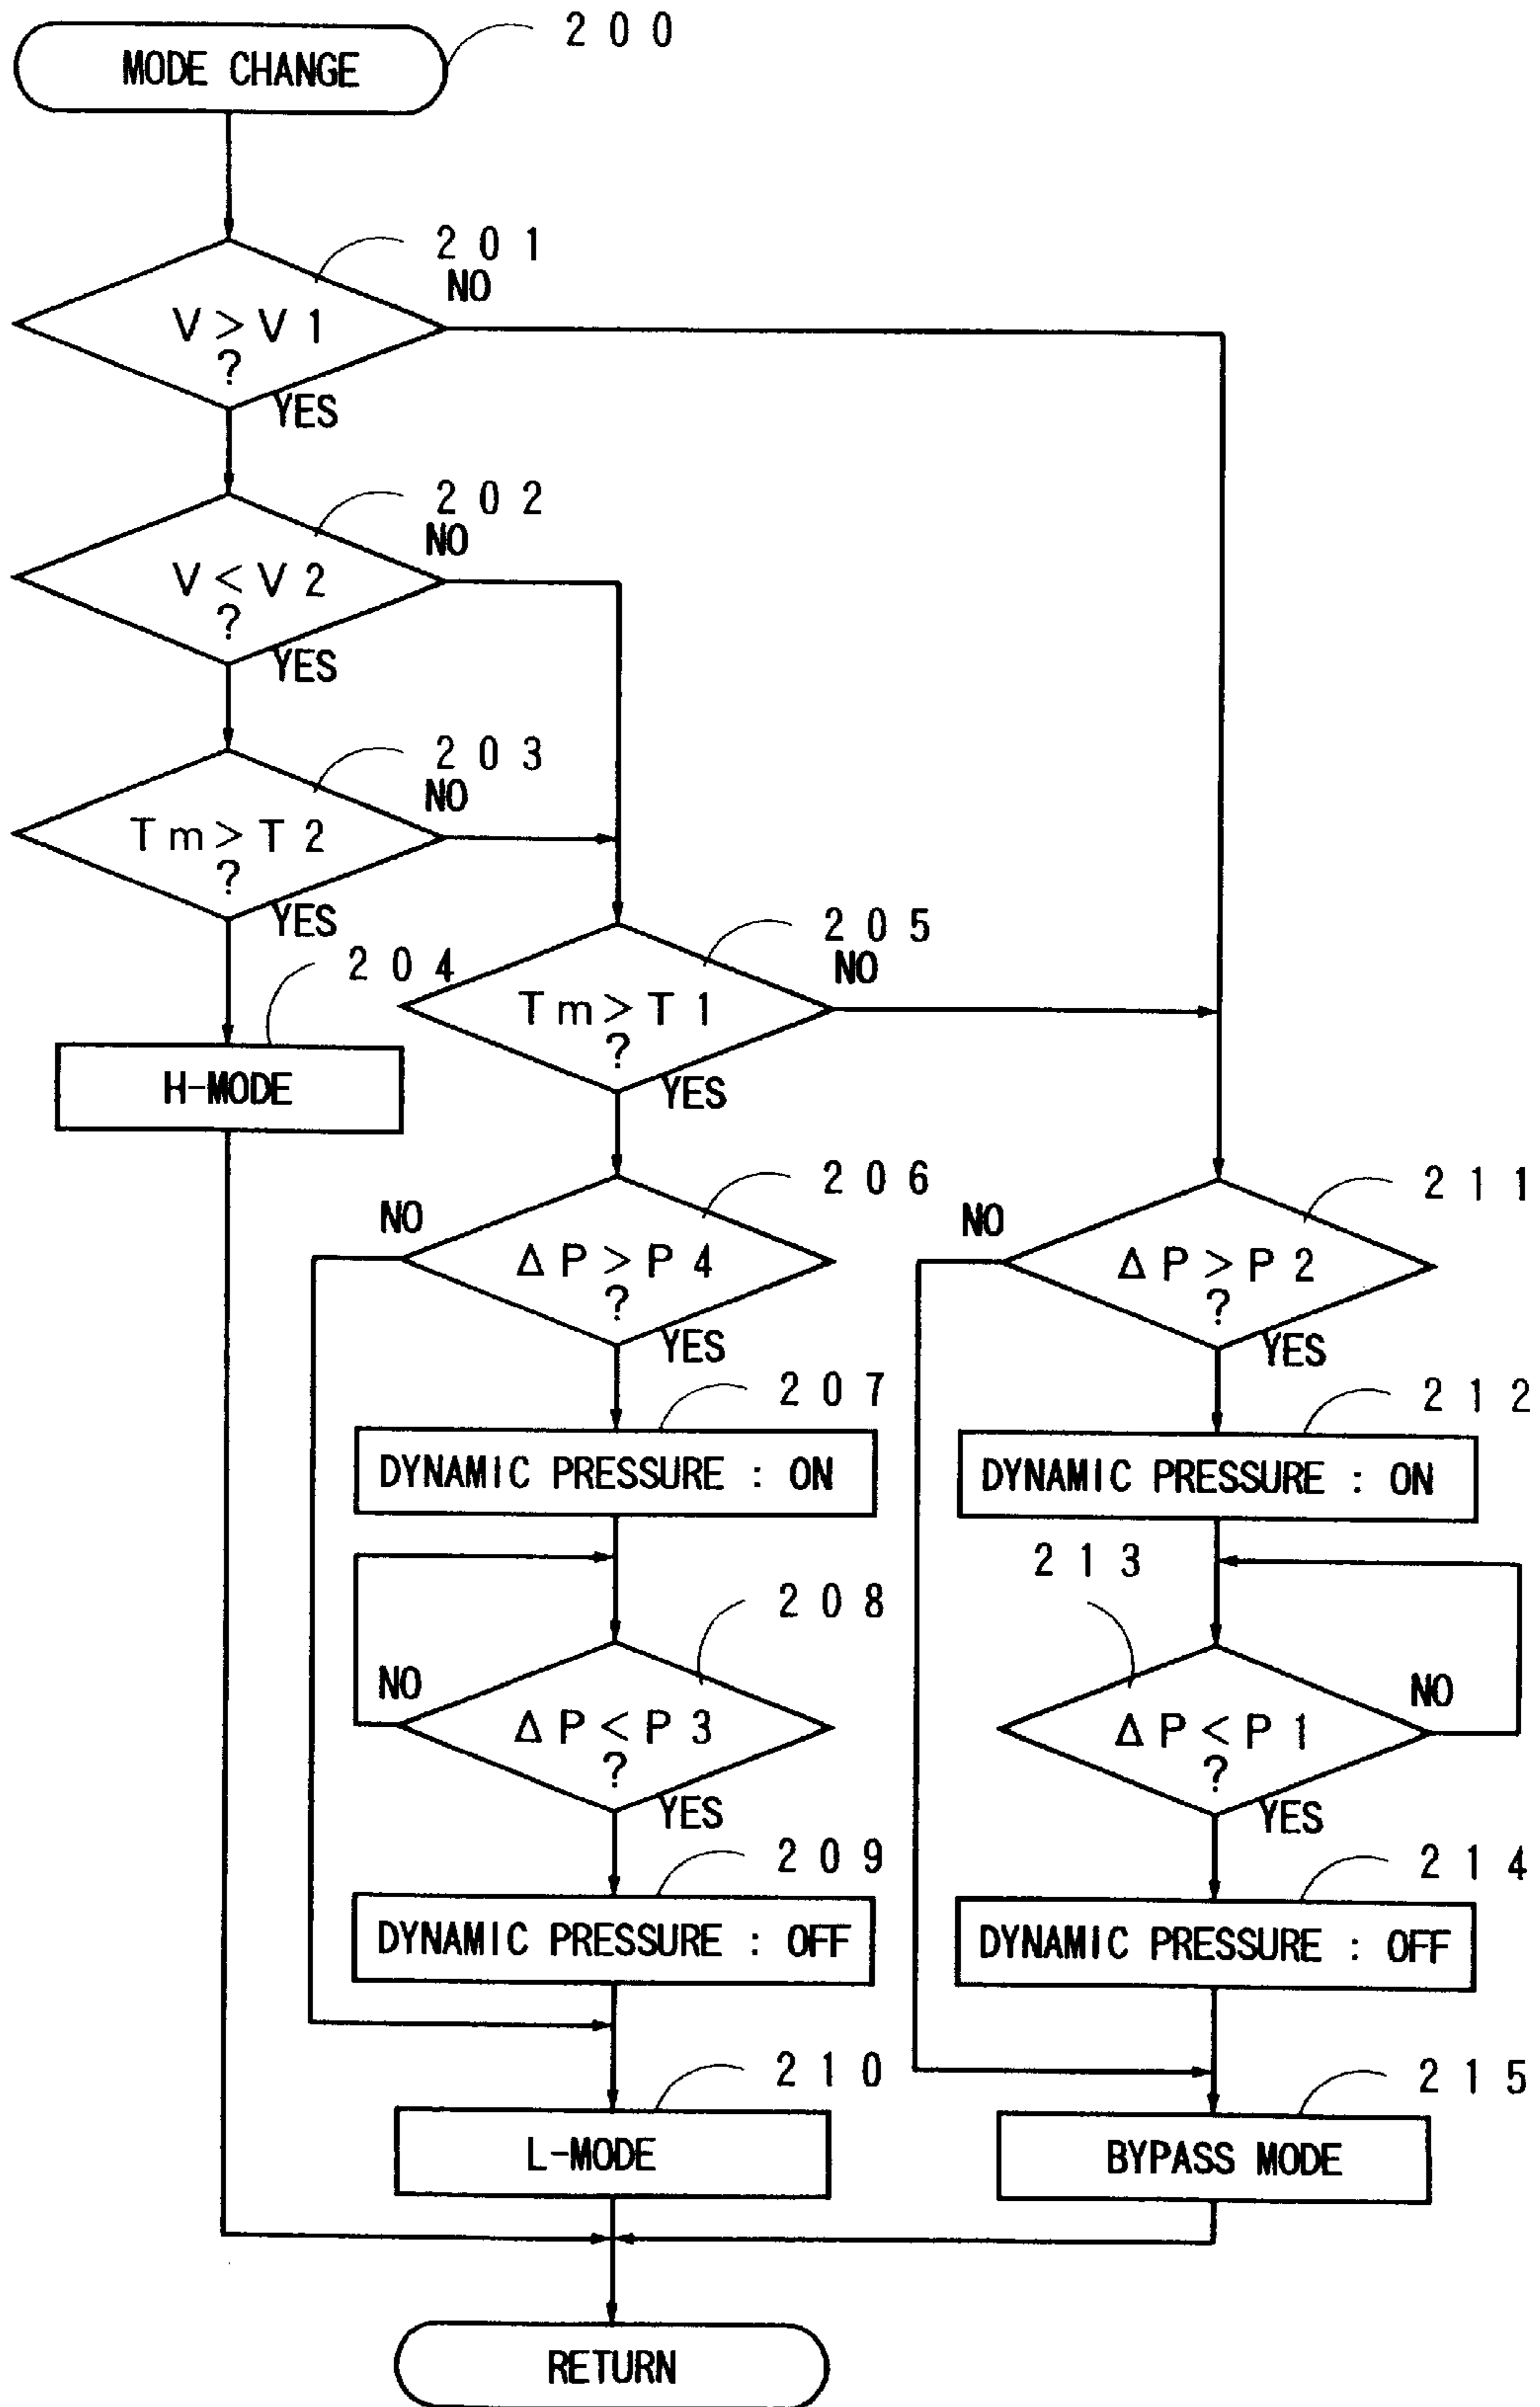 MODE CHANGE
200
201
NO
V > V1
?
YES
202
NO
V < V2
?
YES
203
NO
Tm > T2
?
YES
204
H-MODE
205
NO
Tm > T1
?
YES
206
NO
ΔP > P4
?
YES
207
DYNAMIC PRESSURE : ON
208
NO
ΔP < P3
?
YES
209
DYNAMIC PRESSURE : OFF
210
L-MODE
211
NO
ΔP > P2
?
YES
212
DYNAMIC PRESSURE : ON
213
NO
ΔP < P1
?
YES
214
DYNAMIC PRESSURE : OFF
215
BYPASS MODE
RETURN